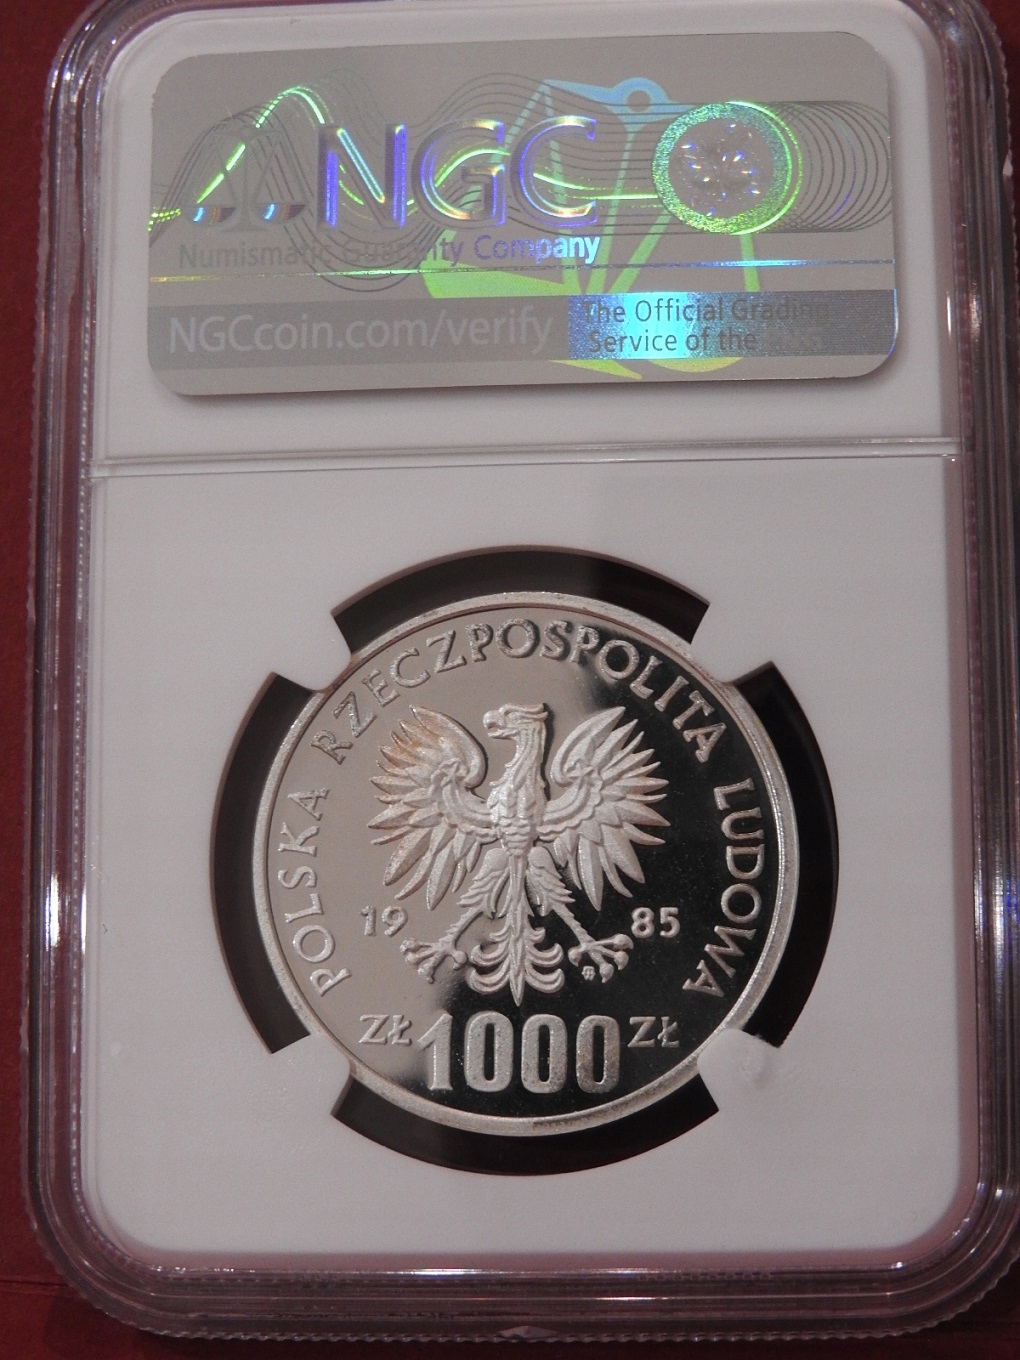 NGC
Numismatic Guaranty Company
NGCcoin.com/verify
The Official Grading
Service of the PNG
POLSKA RZECZPOSPOLITA LUDOWA
19 85
ZŁ 1000 ZŁ